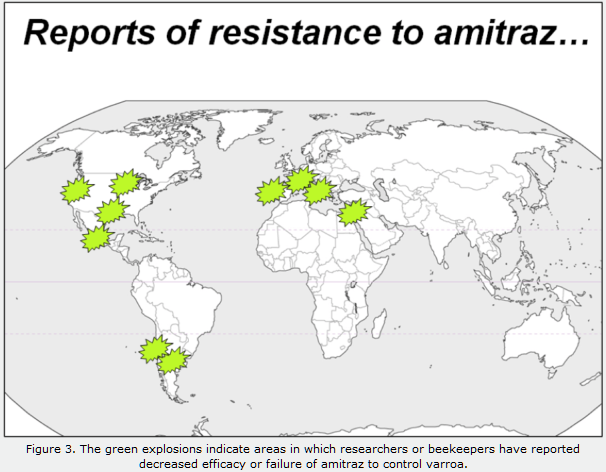 Reports of resistance to amitraz...
Figure 3. The green explosions indicate areas in which researchers or beekeepers have reported
decreased efficacy or failure of amitraz to control varroa.